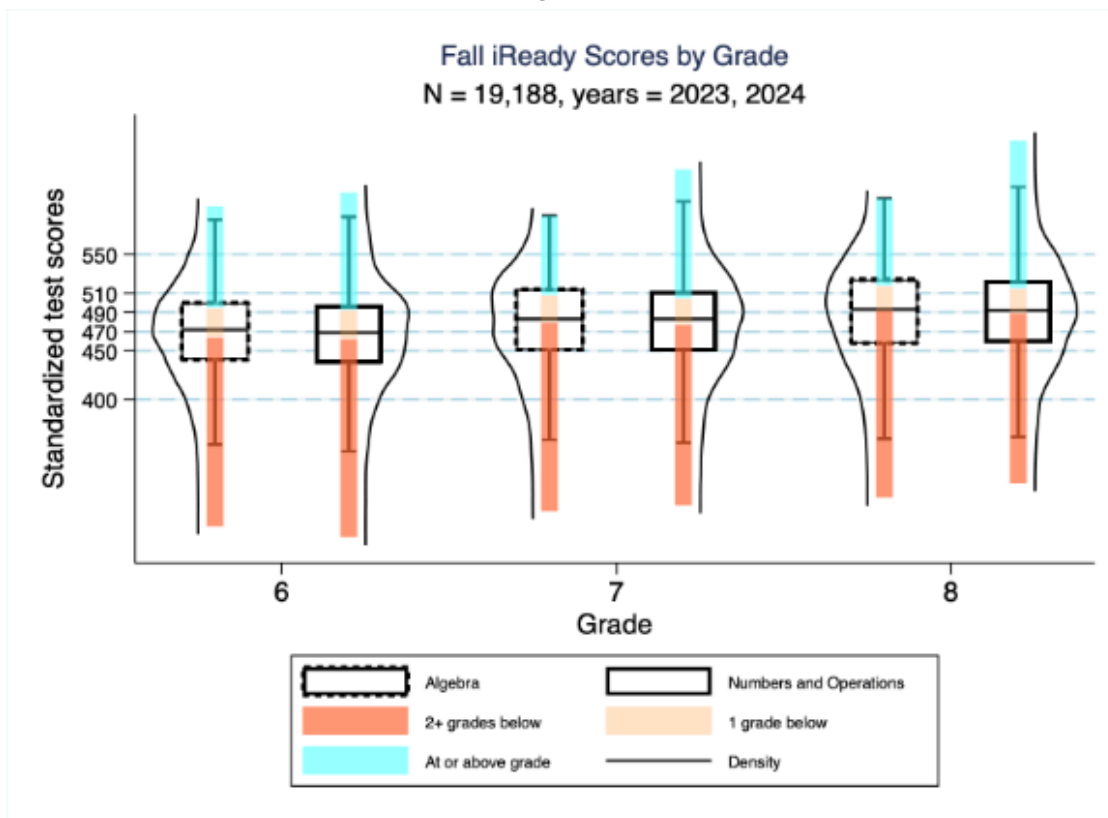 Fall iReady Scores by Grade
N = 19,188, years = 2023, 2024
Standardized test scores
550
510
490
470
450
400
6
7
8
Grade
Algebra
Numbers and Operations
2+ grades below
1 grade below
At or above grade
Density